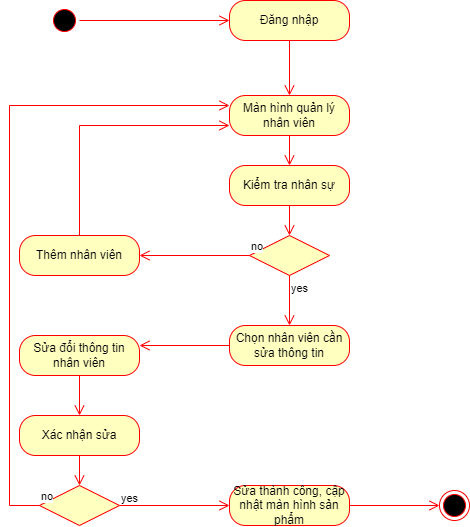 Đăng nhập
Màn hình quản lý
nhân viên
Kiểm tra nhân sự
no
Thêm nhân viên
yes
Chọn nhân viên cần
sửa thông tin
Sửa đổi thông tin
nhân viên
Xác nhận sửa
no
yes
Sửa thành công, cập
nhật màn hình sản
phẩm